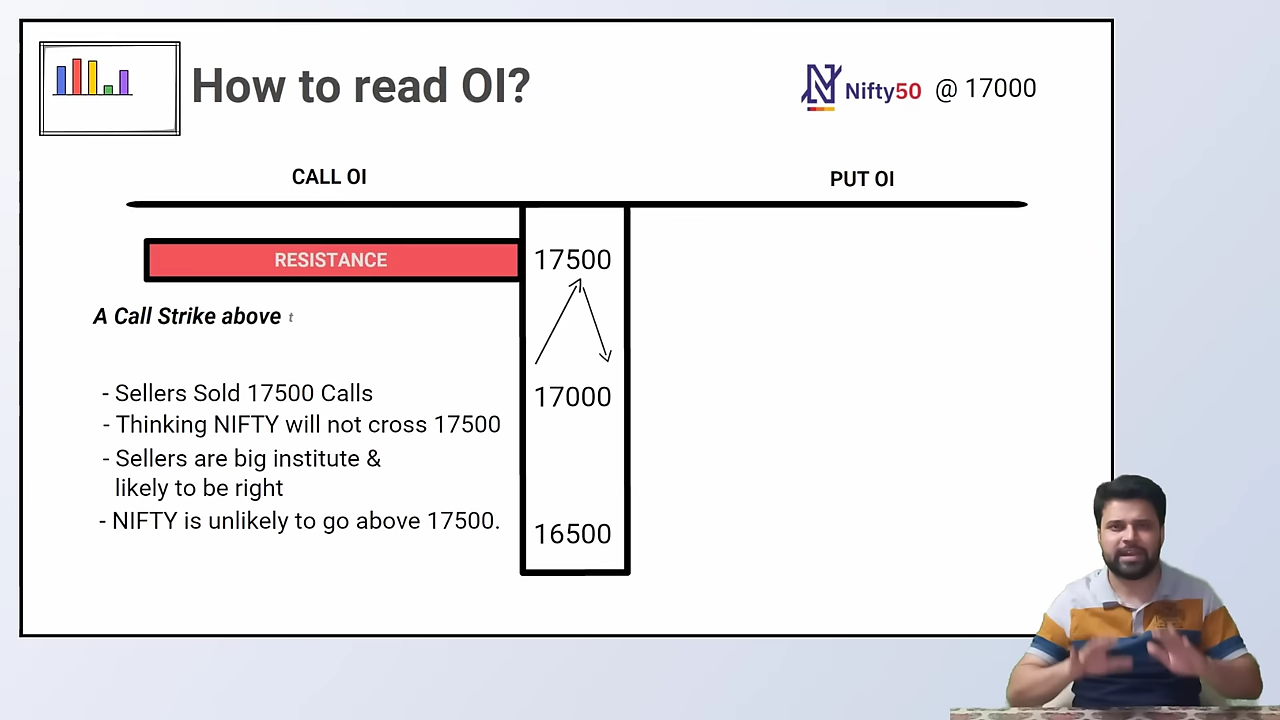 How to read OI?
Nifty50 @ 17000
CALL OI
PUT OI
RESISTANCE
17500
A Call Strike above t
- Sellers Sold 17500 Calls
17000
- Thinking NIFTY will not cross 17500
- Sellers are big institute &
likely to be right
- NIFTY is unlikely to go above 17500.
16500